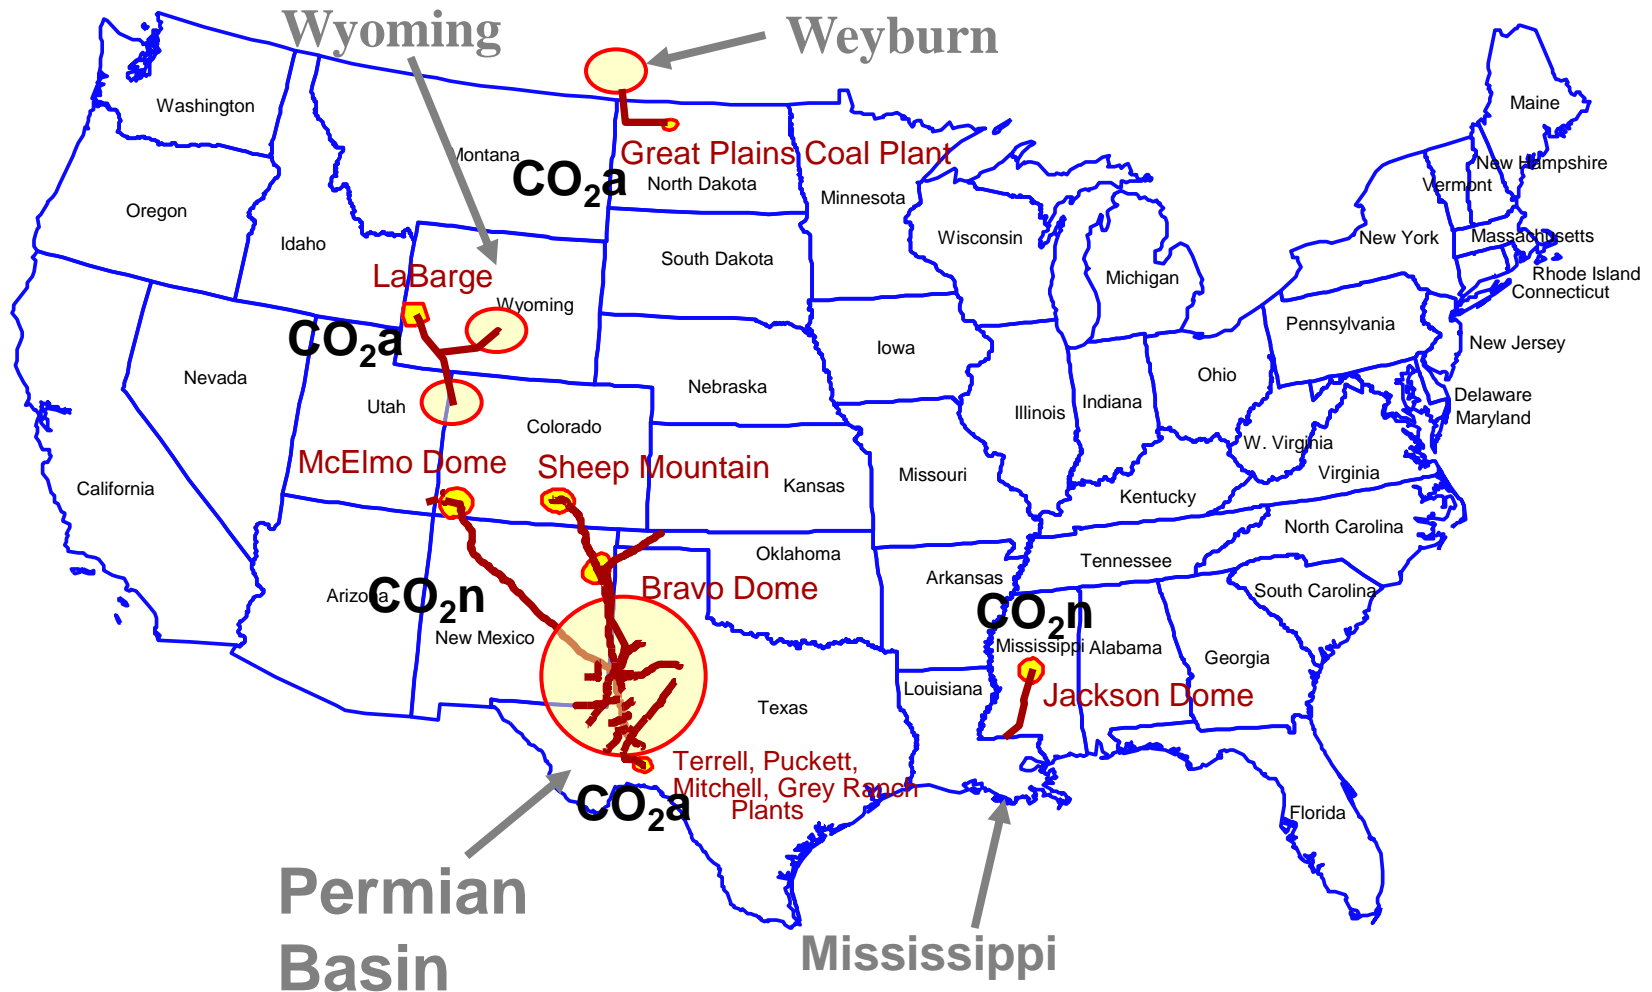 Wyoming
Weyburn
Washington
Maine
Montana
Great Plains Coal Plant
CO₂a
North Dakota
New Hampshire
Vermont
Minnesota
Oregon
Idaho
Wisconsin
New York
Massachusetts
South Dakota
LaBarge
Michigan
Rhode Island
Connecticut
Wyoming
Pennsylvania
CO₂a
New Jersey
Iowa
Nevada
Ohio
Nebraska
Utah
Delaware
Maryland
Illinois
Indiana
Colorado
W. Virginia
McElmo Dome
Sheep Mountain
Missouri
Virginia
California
Kansas
Kentucky
North Carolina
Oklahoma
Tennessee
Arkansas
Bravo Dome
South Carolina
Arizona
CO₂n
CO₂n
New Mexico
Mississippi
Alabama
Georgia
Louisiana
Jackson Dome
Texas
Terrell, Puckett,
Mitchell, Grey Ranch
Plants
CO₂a
Florida
Permian
Basin
Mississippi